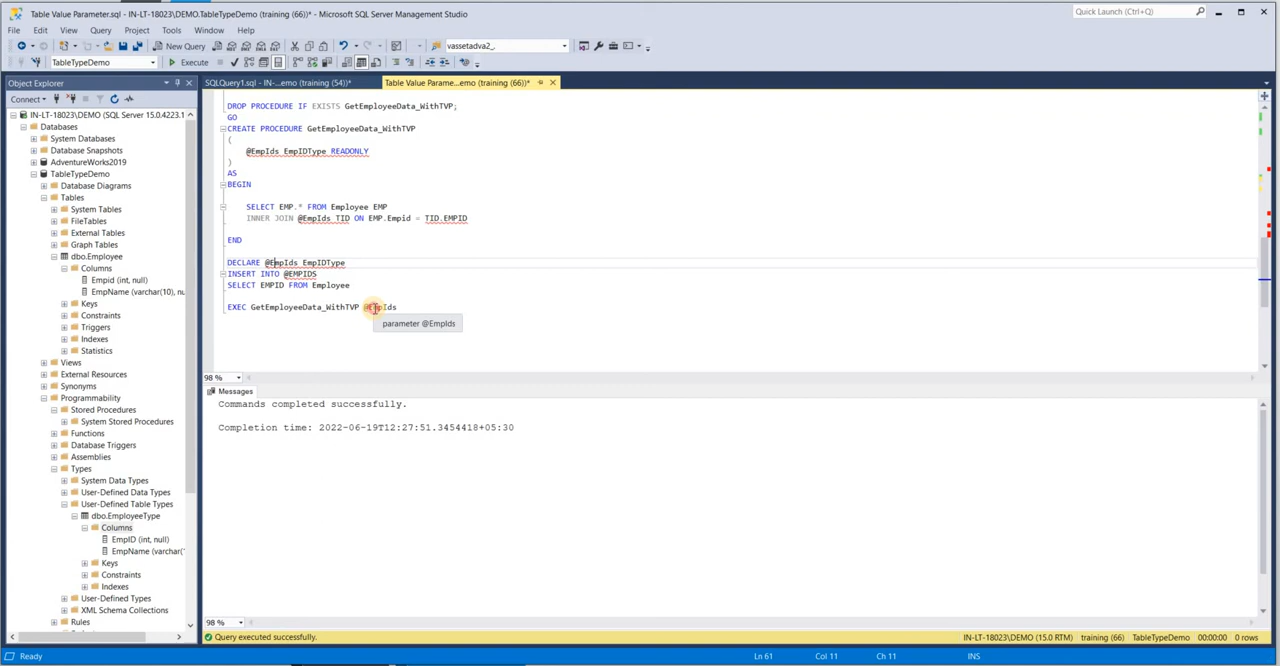 Table Value Parameter.sql - IN-LT-18023\DEMO.TableTypeDemo (training (66))* - Microsoft SQL Server Management Studio
Quick Launch (Ctrl+Q)
File Edit View Query Project Tools Window Help
New Query
vassetadva2_.
TableTypeDemo
Execute
Object Explorer
SQLQuery1.sql - IN-...emo (training (54))*
Table Value Parame...emo (training (66))*
Connect
IN-LT-18023\DEMO (SQL Server 15.0.4223.1
Databases
System Databases
Database Snapshots
AdventureWorks2019
TableTypeDemo
Database Diagrams
Tables
System Tables
FileTables
External Tables
Graph Tables
dbo.Employee
Columns
Empid (int, null)
EmpName (varchar(10), nu
Keys
Constraints
Triggers
Indexes
Statistics
Views
External Resources
Synonyms
Programmability
Stored Procedures
System Stored Procedures
Functions
Database Triggers
Assemblies
Types
System Data Types
User-Defined Data Types
User-Defined Table Types
dbo.EmployeeType
Columns
EmpID (int, null)
EmpName (varchar('
Keys
Constraints
Indexes
User-Defined Types
XML Schema Collections
Rules
DROP PROCEDURE IF EXISTS GetEmployeeData_WithTVP;
GO
CREATE PROCEDURE GetEmployeeData_WithTVP
(
@EmpIds EmpIDType READONLY
)
AS
BEGIN
SELECT EMP.* FROM Employee EMP
INNER JOIN @EmpIds TID ON EMP.Empid = TID.EMPID
END
DECLARE @EmpIds EmpIDType
INSERT INTO @EMPIDS
SELECT EMPID FROM Employee
EXEC GetEmployeeData_WithTVP @EmpIds
parameter @EmpIds
98 %
Messages
Commands completed successfully.
Completion time: 2022-06-19T12:27:51.3454418+05:30
98 %
Query executed successfully.
IN-LT-18023\DEMO (15.0 RTM) training (66) TableTypeDemo 00:00:00 0 rows
Ready
Ln 61 Col 11 Ch 11 INS